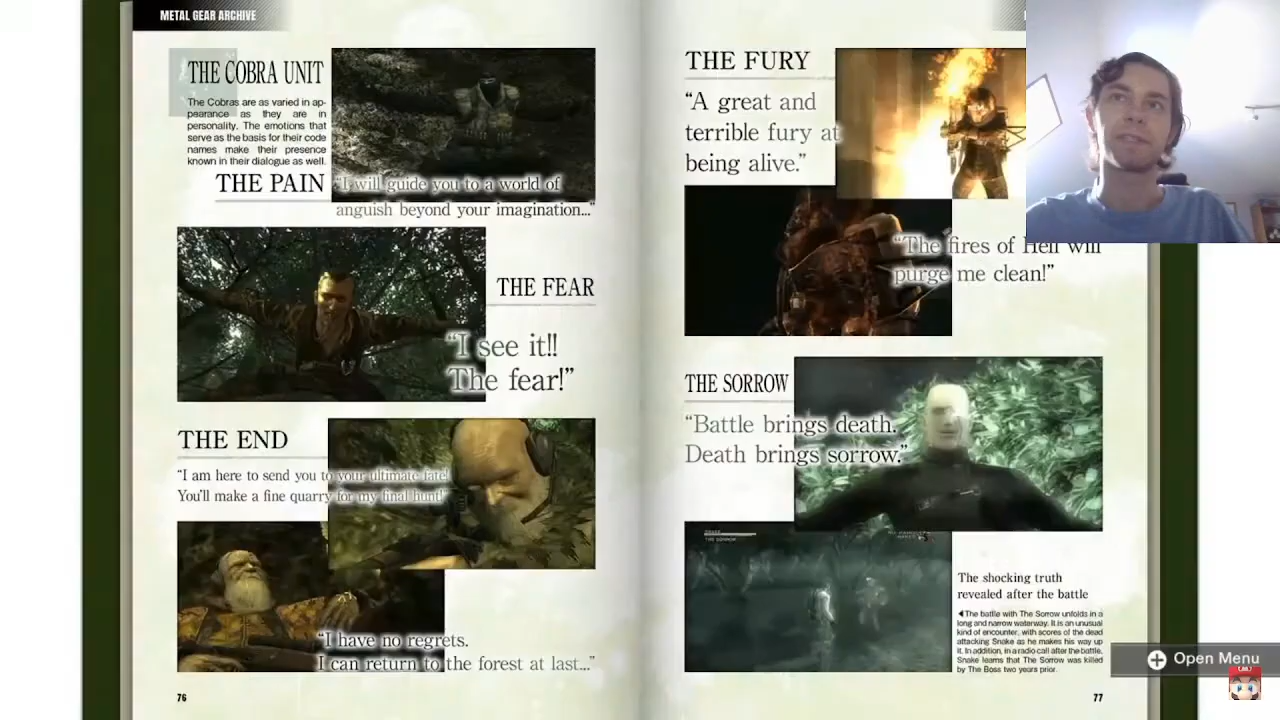 METAL GEAR ARCHIVE
THE COBRA UNIT
The Cobras are as varied in ap-
pearance as they are in
personality. The emotions that
serve as the basis for their code
names make their presence
known in their dialogue as well.
THE PAIN
“I will guide you to a world of
anguish beyond your imagination...”
THE FEAR
“I see it!!
The fear!”
THE END
“I am here to send you to your ultimate fate!
You'll make a fine quarry for my final hunt!”
“I have no regrets.
I can return to the forest at last...”
76
THE FURY
“A great and
terrible fury at
being alive.”
“The fires of Hell will
purge me clean!”
THE SORROW
“Battle brings death.
Death brings sorrow.”
THE SORROW
The shocking truth
revealed after the battle
◀The battle with The Sorrow unfolds in a
long and narrow waterway. It is an unusual
kind of encounter, with scores of the dead
attacking Snake as he makes his way up
it. In addition, in a radio call after the battle,
Snake learns that The Sorrow was killed
by The Boss two years prior.
77
Open Menu